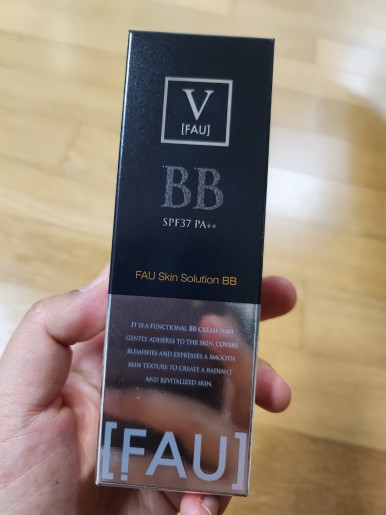 V
[FAU]
BB
SPF37 PA++
FAU Skin Solution BB
IT IS A FUNCTIONAL BB CREAM THAT
GENTLY ADHERES TO THE SKIN, COVERS
BLEMISHES AND EXPRESSES A SMOOTH
SKIN TEXTURE TO CREATE A RADIANT
AND REVITALIZED SKIN.
[FAU]